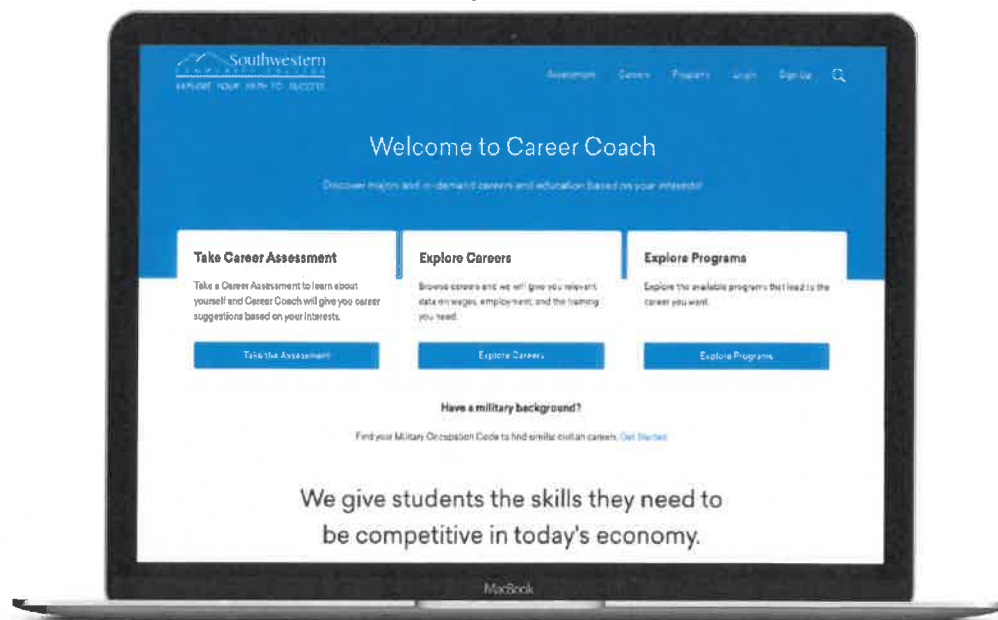 Southwestern
COMMUNITY COLLEGE
EXPLORE YOUR PATH TO SUCCESS
Assessment Careers Programs Login Sign Up
Welcome to Career Coach
Discover majors and in-demand careers and education based on your interests!
Take Career Assessment
Take a Career Assessment to learn about
yourself and Career Coach will give you career
suggestions based on your interests.
Take the Assessment
Explore Careers
Browse careers and we will give you relevant
data on wages, employment, and the training
you need.
Explore Careers
Explore Programs
Explore the available programs that lead to the
career you want.
Explore Programs
Have a military background?
Find your Military Occupation Code to find similar civilian careers. Get Started
We give students the skills they need to
be competitive in today's economy.
MacBook